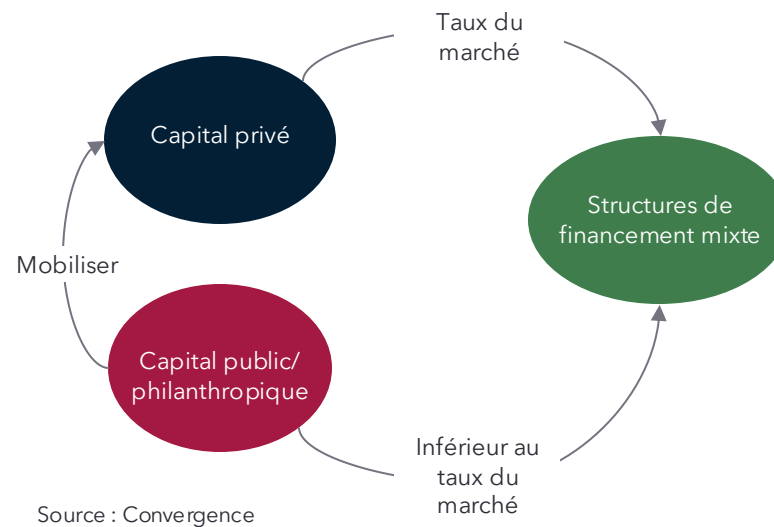 Taux du
marché
Capital privé
Structures de
financement mixte
Mobiliser
Capital public/
philanthropique
Inférieur au
taux du
marché
Source : Convergence